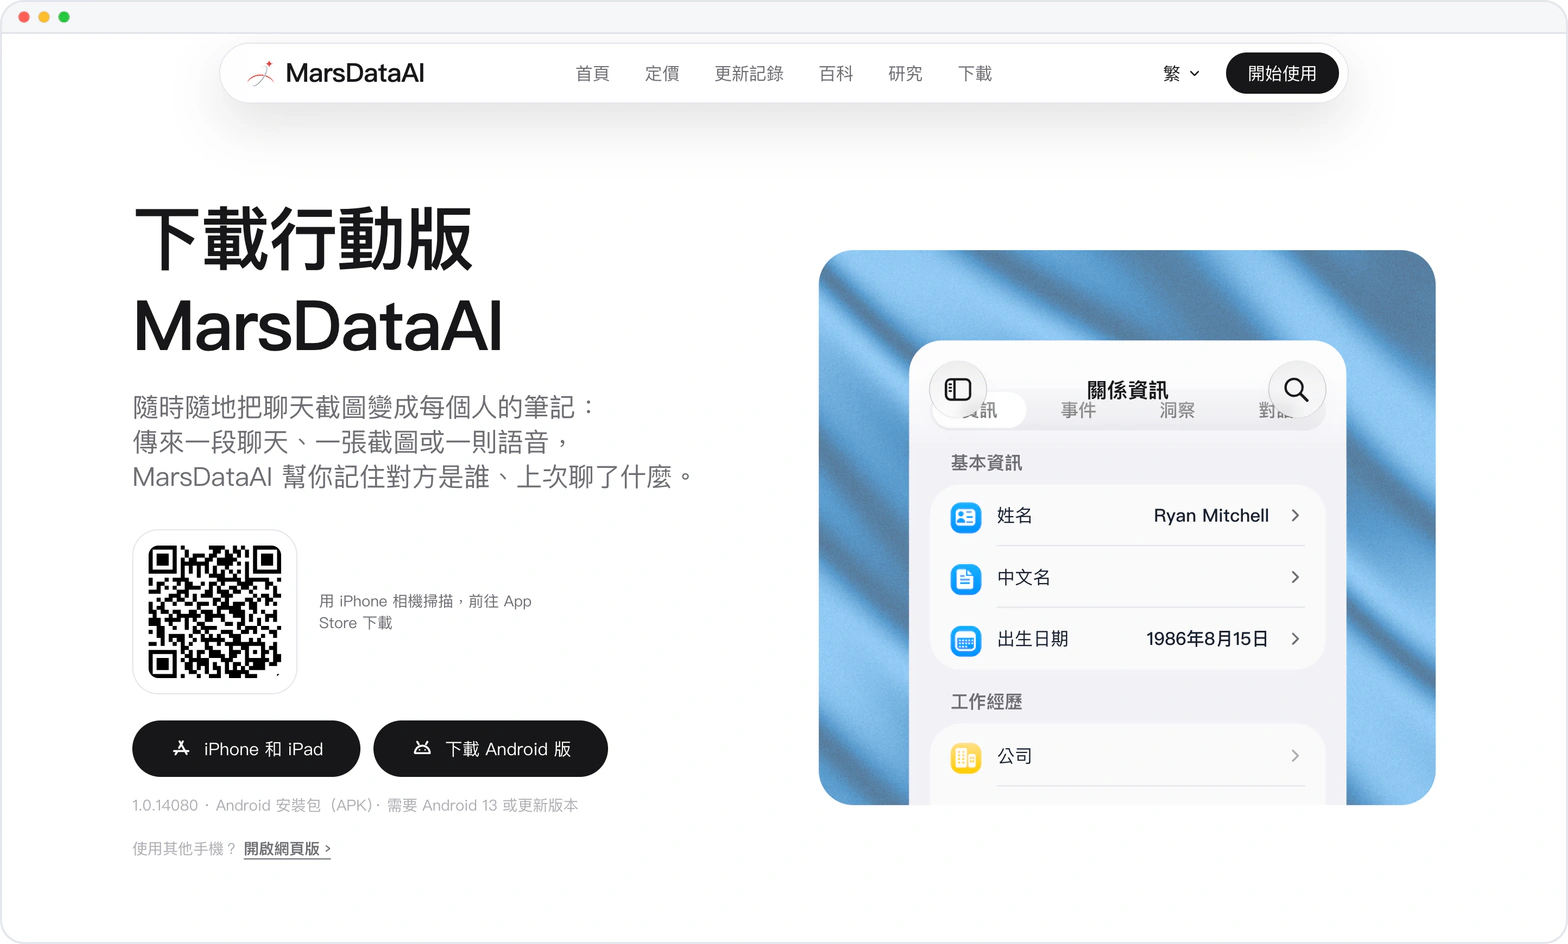 MarsDataAI
首頁
定價
更新記錄
百科
研究
下載
繁
開始使用
下載行動版
MarsDataAI
隨時隨地把聊天截圖變成每個人的筆記：
傳來一段聊天、一張截圖或一則語音，
MarsDataAI 幫你記住對方是誰、上次聊了什麼。
用 iPhone 相機掃描，前往 App
Store 下載
iPhone 和 iPad
下載 Android 版
1.0.14080 · Android 安裝包（APK）· 需要 Android 13 或更新版本
使用其他手機？ 開啟網頁版 ›
關係資訊
訊
事件
洞察
對
基本資訊
姓名
Ryan Mitchell
中文名
出生日期
1986年8月15日
工作經歷
公司